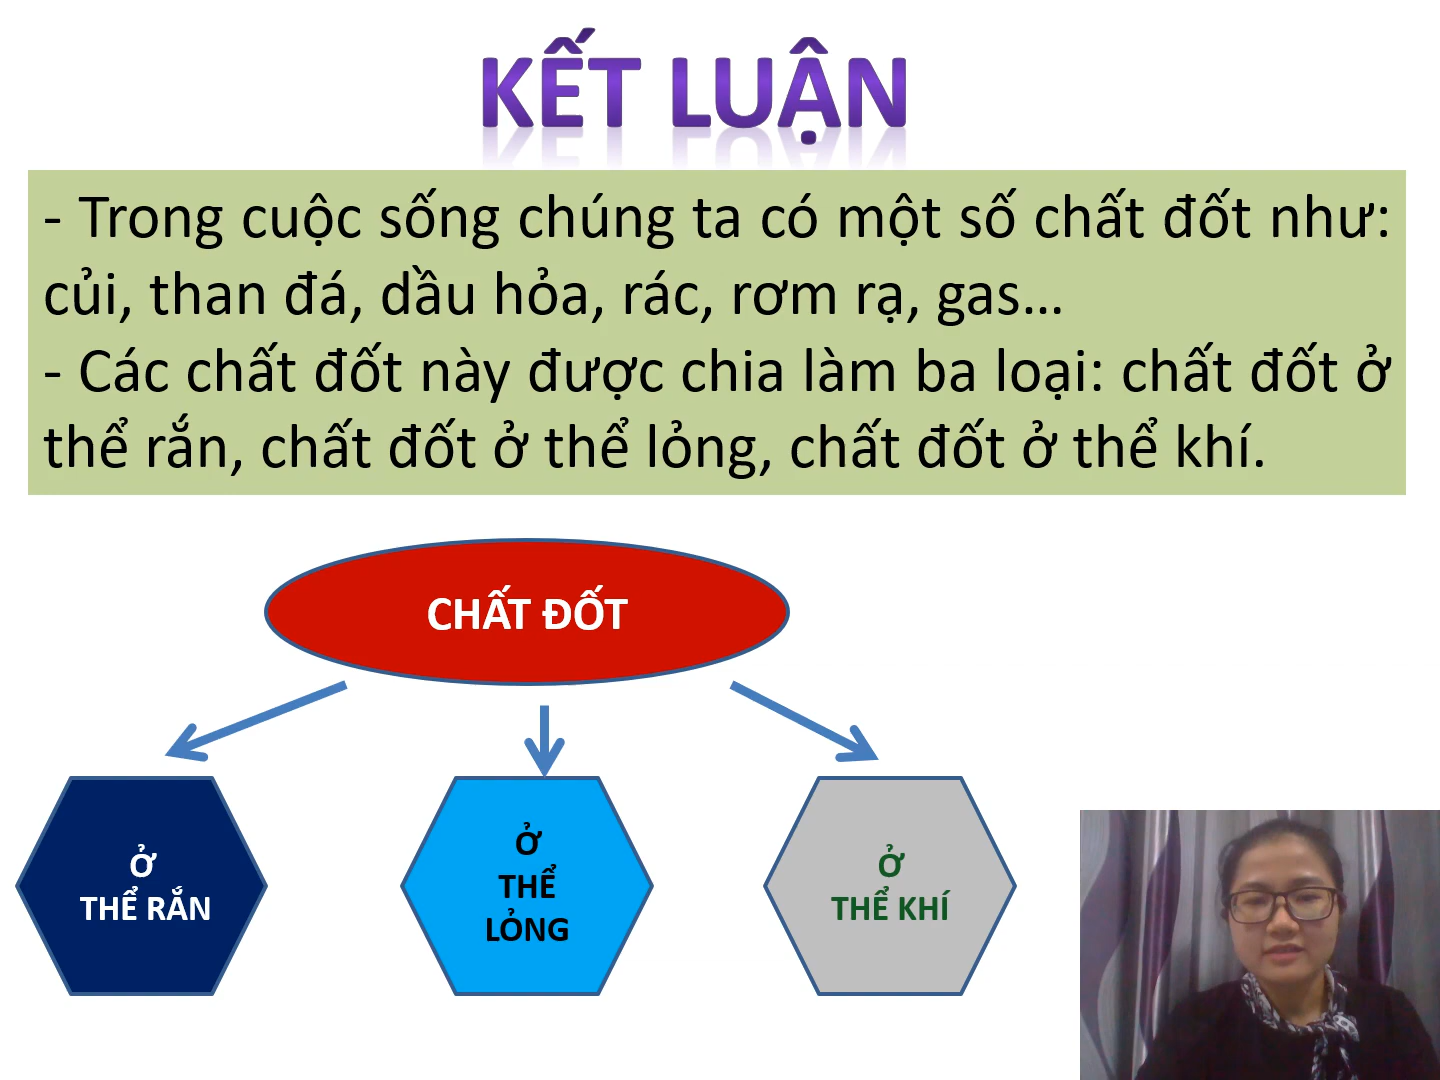 KẾT LUẬN
- Trong cuộc sống chúng ta có một số chất đốt như:
củi, than đá, dầu hỏa, rác, rơm rạ, gas...
- Các chất đốt này được chia làm ba loại: chất đốt ở
thể rắn, chất đốt ở thể lỏng, chất đốt ở thể khí.
CHẤT ĐỐT
Ở
THỂ RẮN
Ở
THỂ
LỎNG
Ở
THỂ KHÍ